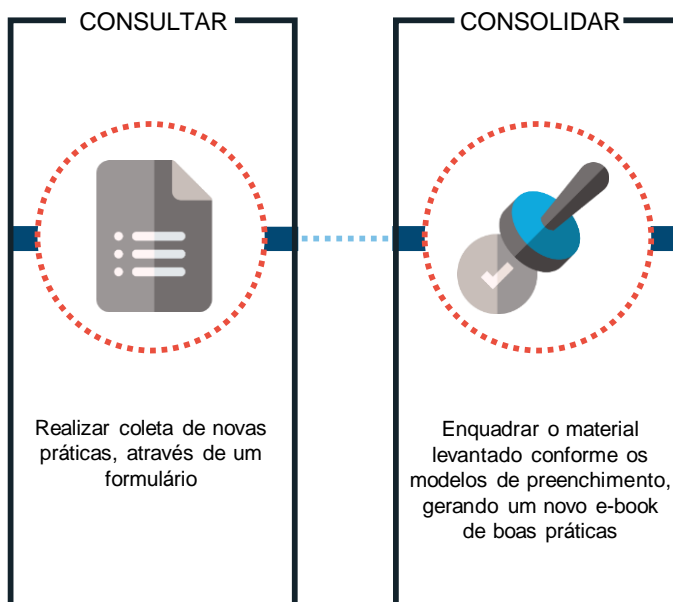 CONSULTAR
Realizar coleta de novas
práticas, através de um
formulário
CONSOLIDAR
Enquadrar o material
levantado conforme os
modelos de preenchimento,
gerando um novo e-book
de boas práticas